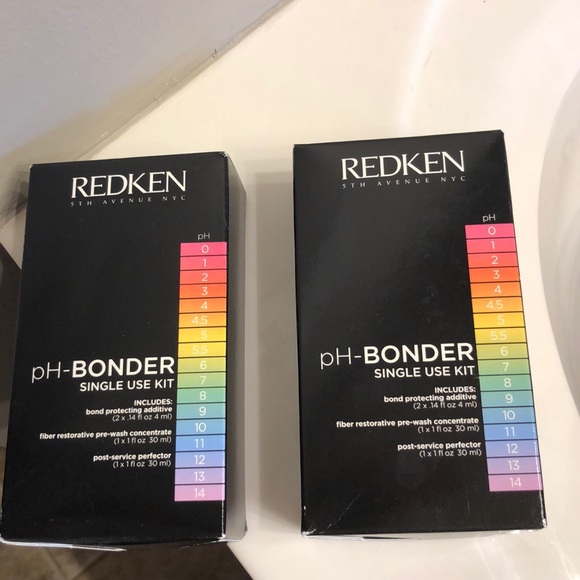 REDKEN
5TH AVENUE NYC
pH
0
1
2
3
4
4.5
5
5.5
6
7
8
9
10
11
12
13
14
pH-BONDER
SINGLE USE KIT
INCLUDES:
bond protecting additive
(2 x .14 fl oz 4 ml)
fiber restorative pre-wash concentrate
(1 x 1 fl oz 30 ml)
post-service perfector
(1 x 1 fl oz 30 ml)
REDKEN
5TH AVENUE NYC
pH
0
1
2
3
4
4.5
5
5.5
6
7
8
9
10
11
12
13
14
pH-BONDER
SINGLE USE KIT
INCLUDES:
bond protecting additive
(2 x .14 fl oz 4 ml)
fiber restorative pre-wash concentrate
(1 x 1 fl oz 30 ml)
post-service perfector
(1 x 1 fl oz 30 ml)